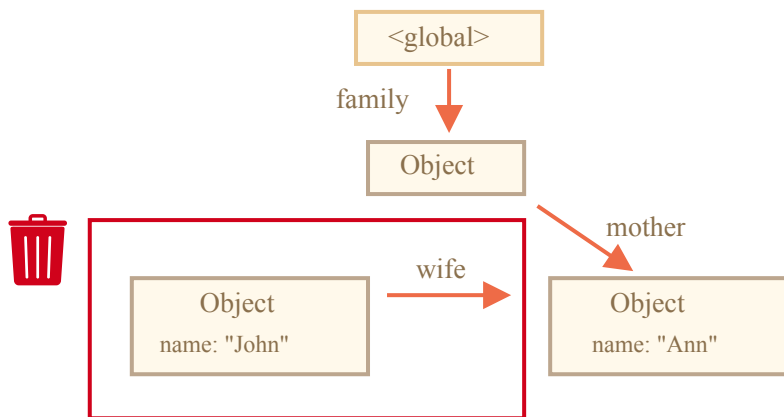 <global>
family
Object
mother
wife
Object
name: "John"
Object
name: "Ann"